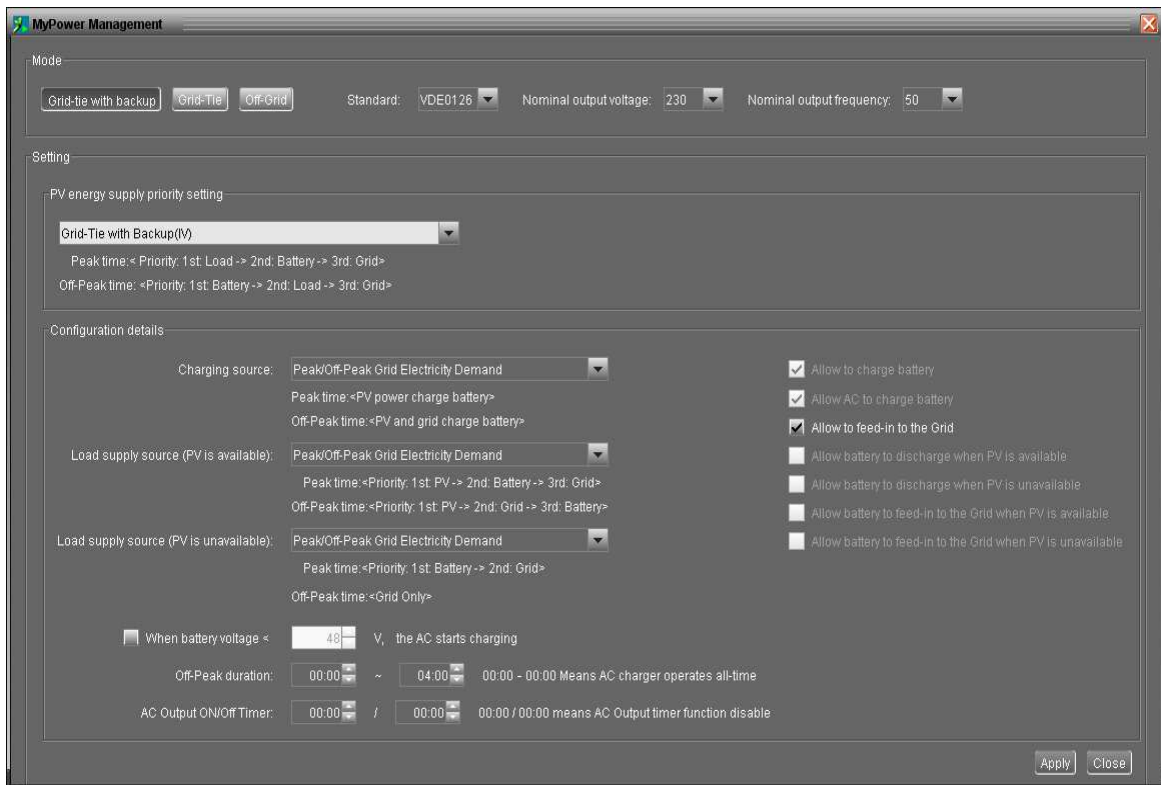 MyPower Management
Mode
Grid-tie with backup Grid-Tie Off-Grid Standard: VDE0126 Nominal output voltage: 230 Nominal output frequency: 50
Setting
PV energy supply priority setting
Grid-Tie with Backup(IV)
Peak time:< Priority: 1st: Load -> 2nd: Battery -> 3rd: Grid>
Off-Peak time: <Priority: 1st: Battery -> 2nd: Load -> 3rd: Grid>
Configuration details
Charging source: Peak/Off-Peak Grid Electricity Demand Allow to charge battery
Peak time:<PV power charge battery> Allow AC to charge battery
Off-Peak time:<PV and grid charge battery> Allow to feed-in to the Grid
Load supply source (PV is available): Peak/Off-Peak Grid Electricity Demand Allow battery to discharge when PV is available
Peak time:<Priority: 1st: PV -> 2nd: Battery -> 3rd: Grid> Allow battery to discharge when PV is unavailable
Off-Peak time:<Priority: 1st: PV -> 2nd: Grid -> 3rd: Battery> Allow battery to feed-in to the Grid when PV is available
Load supply source (PV is unavailable): Peak/Off-Peak Grid Electricity Demand Allow battery to feed-in to the Grid when PV is unavailable
Peak time:<Priority: 1st: Battery -> 2nd: Grid>
Off-Peak time:<Grid Only>
When battery voltage < 48 V, the AC starts charging
Off-Peak duration: 00:00 ~ 04:00 00:00 - 00:00 Means AC charger operates all-time
AC Output ON/Off Timer: 00:00 / 00:00 00:00 / 00:00 means AC Output timer function disable
Apply Close